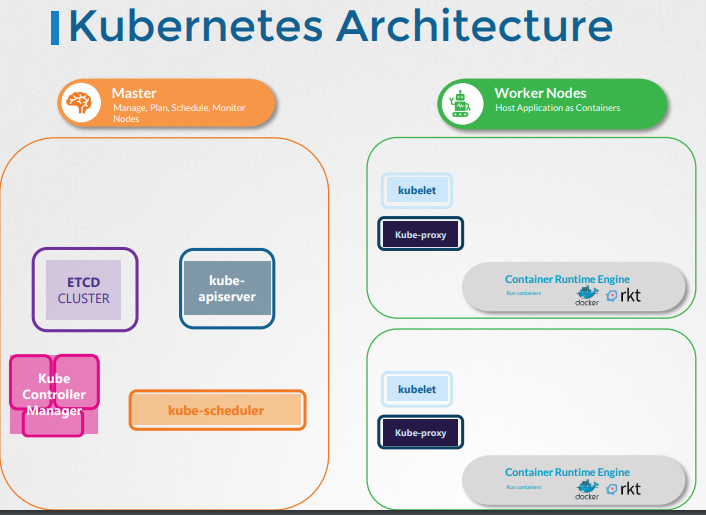 Kubernetes Architecture
Master
Manage, Plan, Schedule, Monitor
Nodes
ETCD
CLUSTER
kube-
apiserver
Kube
Controller
Manager
kube-scheduler
Worker Nodes
Host Application as Containers
kubelet
Kube-proxy
Container Runtime Engine
Run containers
docker
rkt
kubelet
Kube-proxy
Container Runtime Engine
Run containers
docker
rkt